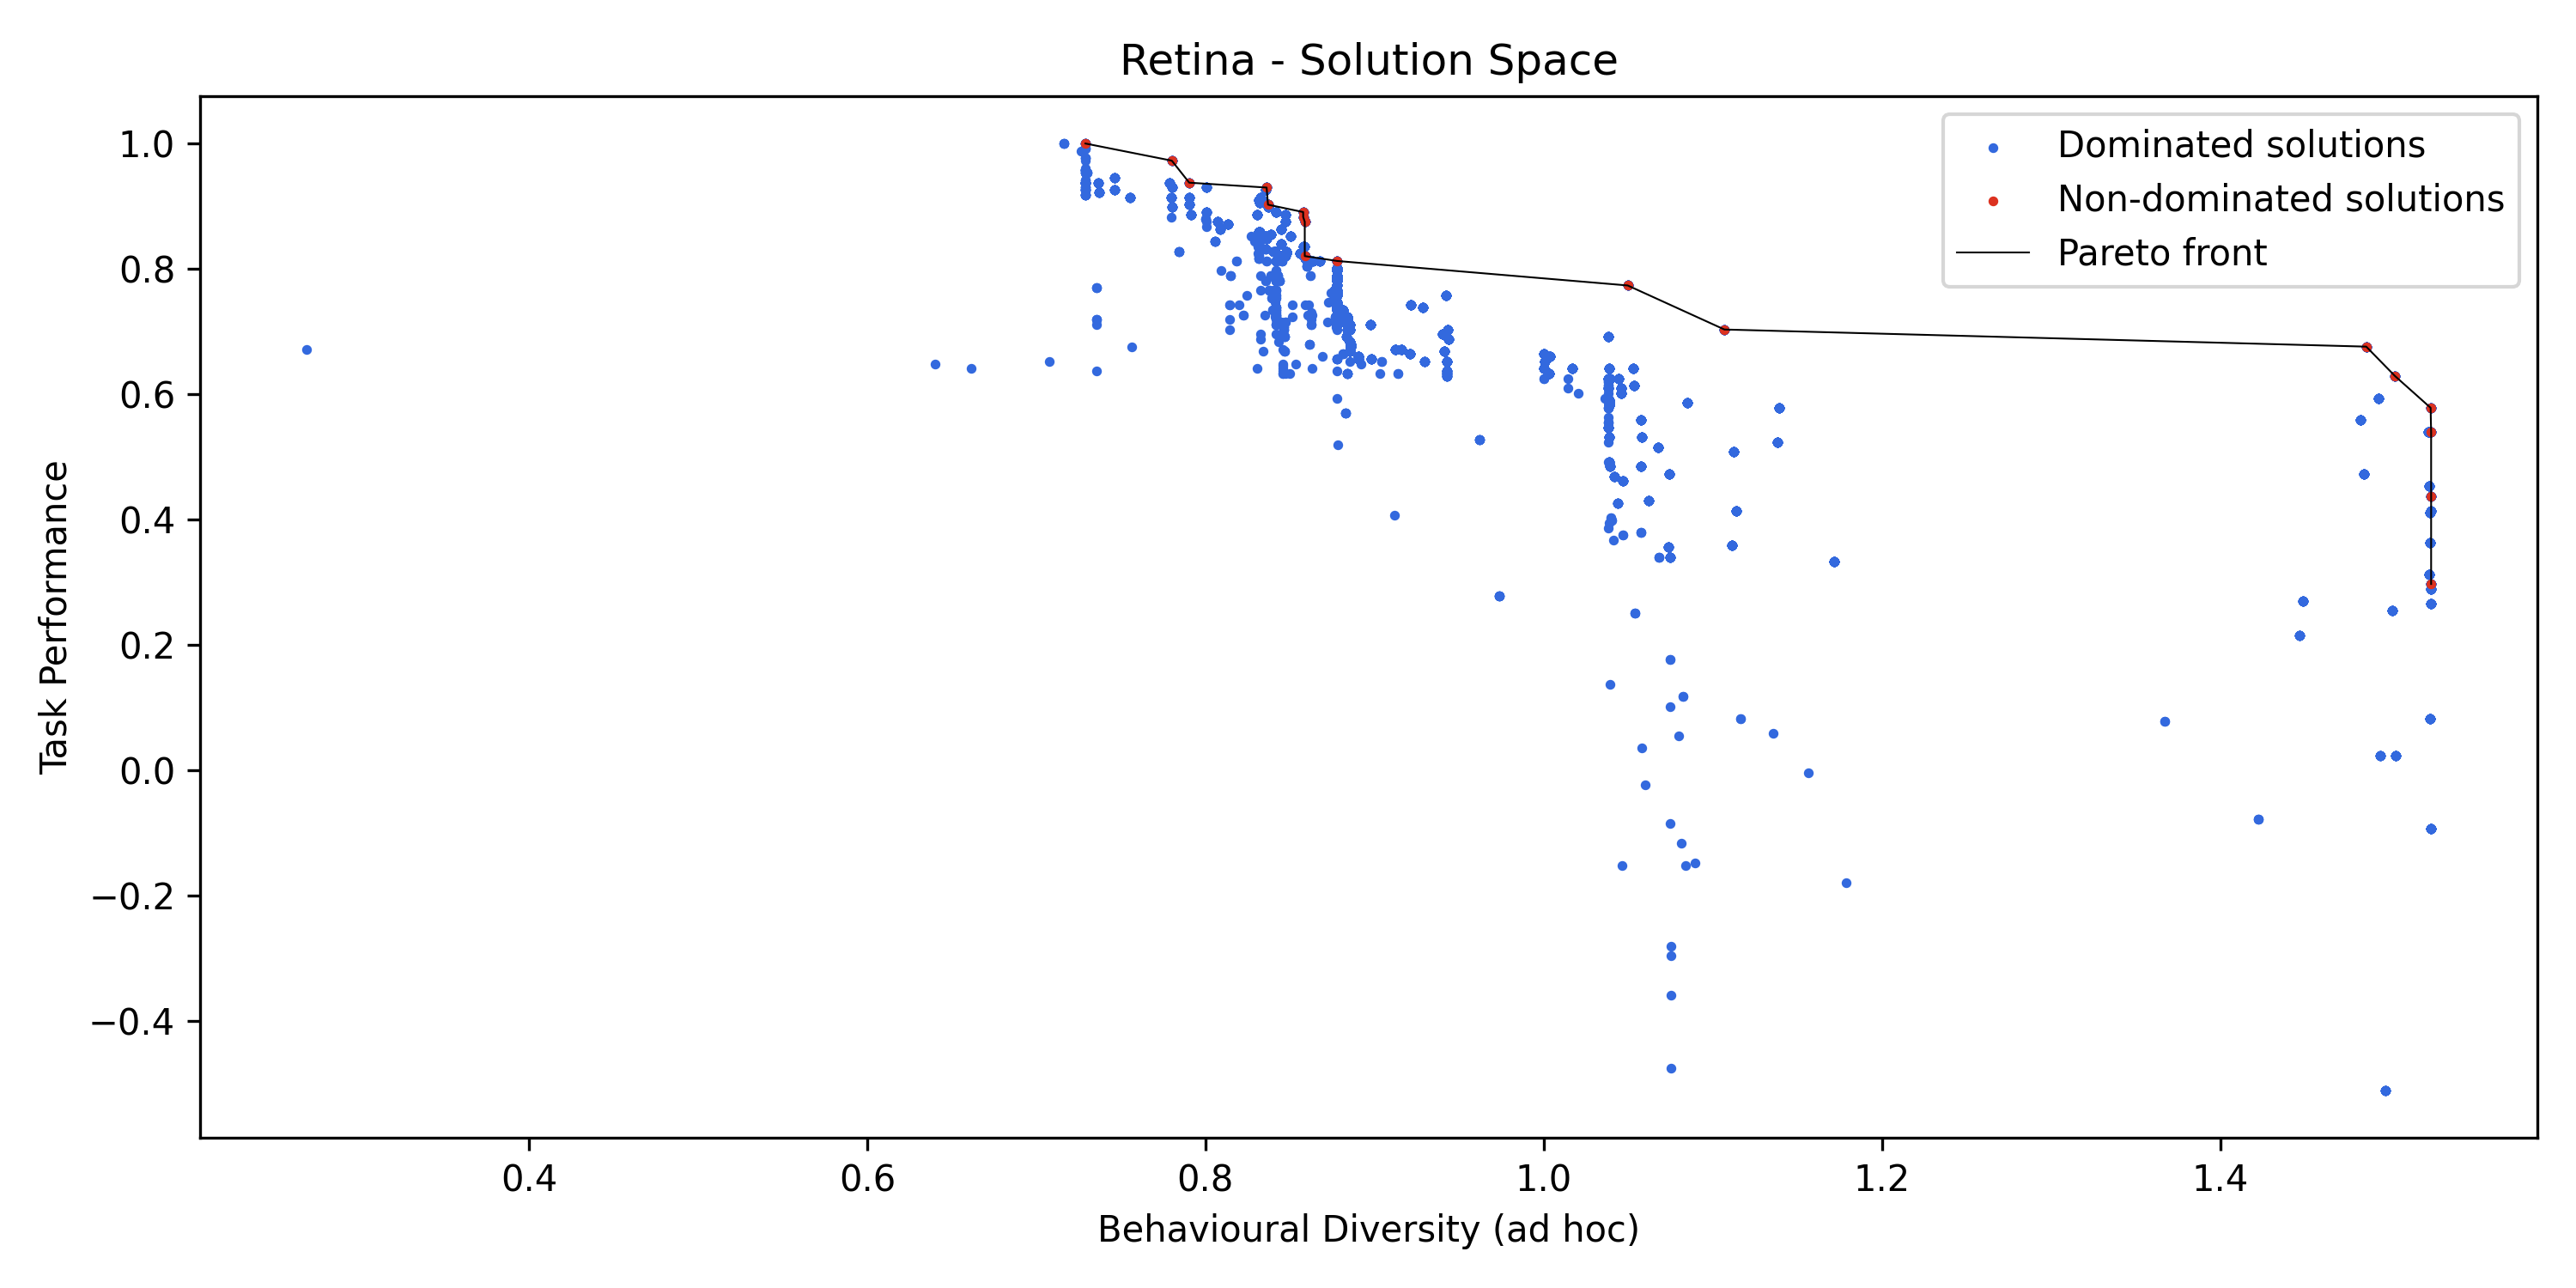 Retina - Solution Space
Dominated solutions
Non-dominated solutions
Pareto front
Task Performance
1.0
0.8
0.6
0.4
0.2
0.0
−0.2
−0.4
0.4
0.6
0.8
1.0
1.2
1.4
Behavioural Diversity (ad hoc)